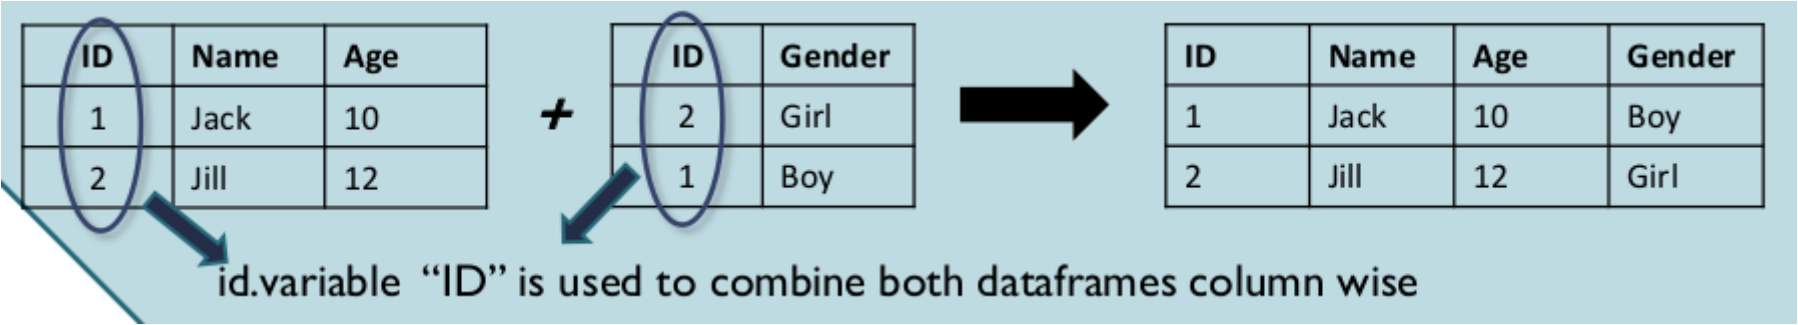 ID Name Age ID Gender ID Name Age Gender
1 Jack 10 + 2 Girl 1 Jack 10 Boy
2 Jill 12 1 Boy 2 Jill 12 Girl
id.variable “ID” is used to combine both dataframes column wise